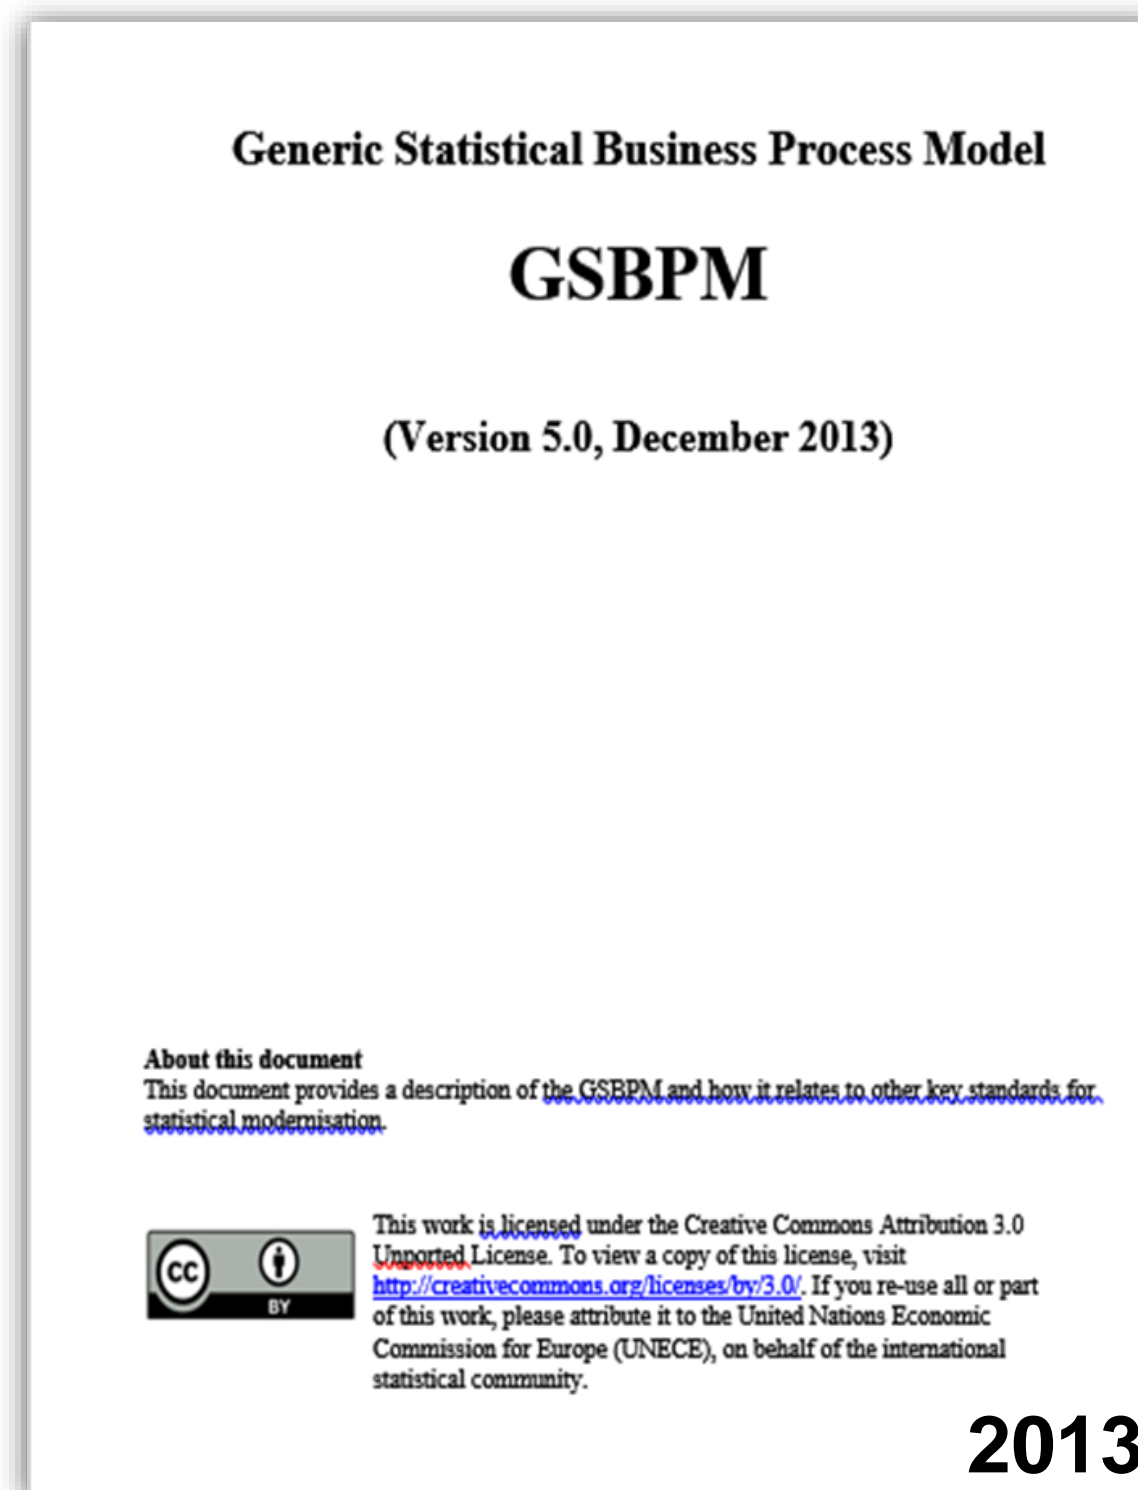 Generic Statistical Business Process Model
GSBPM
(Version 5.0, December 2013)
About this document
This document provides a description of the GSBPM and how it relates to other key standards for
statistical modernisation.
This work is licensed under the Creative Commons Attribution 3.0
Unported License. To view a copy of this license, visit
http://creativecommons.org/licenses/by/3.0/. If you re-use all or part
of this work, please attribute it to the United Nations Economic
Commission for Europe (UNECE), on behalf of the international
statistical community.
cc
BY
2013